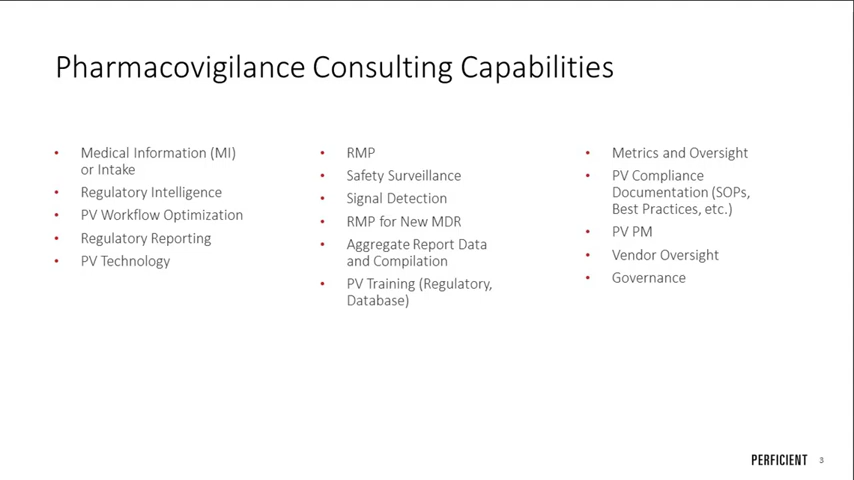 Pharmacovigilance Consulting Capabilities
• Medical Information (MI)
or Intake
• Regulatory Intelligence
• PV Workflow Optimization
• Regulatory Reporting
• PV Technology
• RMP
• Safety Surveillance
• Signal Detection
• RMP for New MDR
• Aggregate Report Data
and Compilation
• PV Training (Regulatory,
Database)
• Metrics and Oversight
• PV Compliance
Documentation (SOPs,
Best Practices, etc.)
• PV PM
• Vendor Oversight
• Governance
PERFICIENT 3